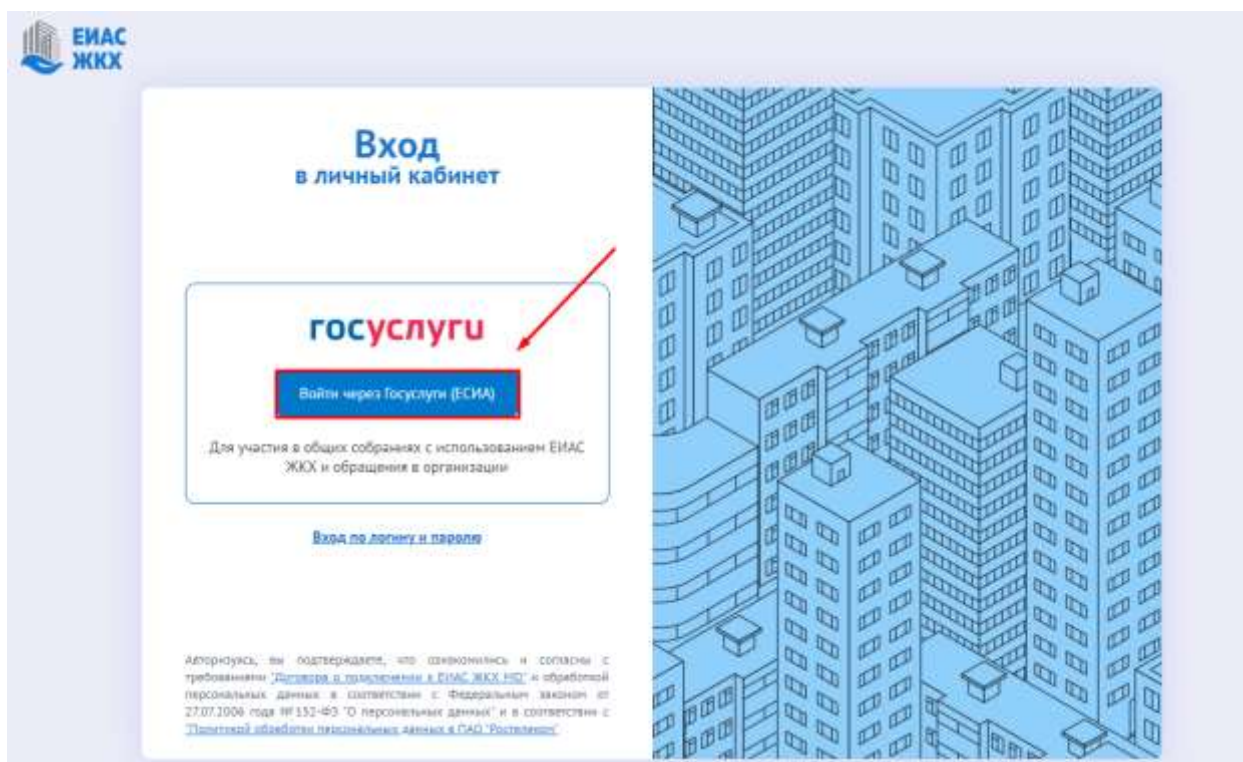 ЕИАС
ЖКХ
Вход
в личный кабинет
госуслуги
Войти через Госуслуги (ЕСИА)
Для участия в общих собраниях с использованием ЕИАС
ЖКХ и обращения в организации
Вход по логину и паролю
Авторизуясь, вы подтверждаете, что ознакомились и согласны с
требованиями "Договора о подключении к ЕИАС ЖКХ МО" и обработкой
персональных данных в соответствии с Федеральным законом от
27.07.2006 года № 152-ФЗ "О персональных данных" и в соответствии с
"Политикой обработки персональных данных в ПАО "Ростелеком"